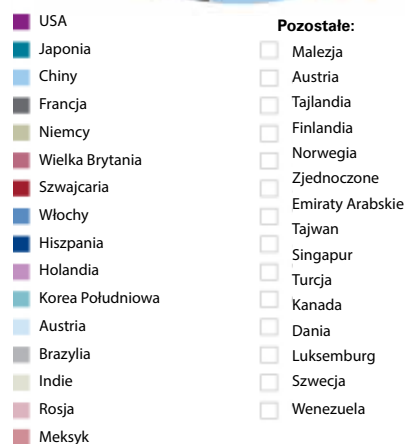 USA
Japonia
Chiny
Francja
Niemcy
Wielka Brytania
Szwajcaria
Włochy
Hiszpania
Holandia
Korea Południowa
Austria
Brazylia
Indie
Rosja
Meksyk
Pozostałe:
Malezja
Austria
Tajlandia
Finlandia
Norwegia
Zjednoczone
Emiraty Arabskie
Tajwan
Singapur
Turcja
Kanada
Dania
Luksemburg
Szwecja
Wenezuela